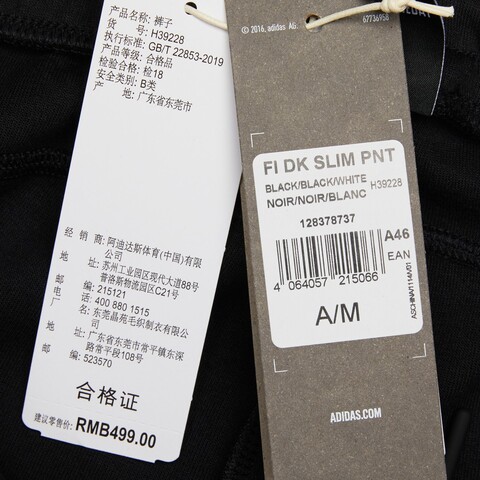 产品名称: 裤子
货 号: H39228
执行标准: GB/T 22853-2019
产品等级: 合格品
检验合格: 检18
安全类别: B类
产 地: 广东省东莞市
经 销 商: 阿迪达斯体育(中国)有限公司
地 址: 苏州工业园区现代大道88号
普洛斯物流园区C21号
邮 编: 215121
电 话: 400 880 1515
制 造 商: 东莞晶苑毛织制衣有限公司
地 址: 广东省东莞市常平镇东深
路常平段108号
邮 编: 523570
合格证
建议零售价: RMB499.00
© 2016, adidas AG
67736958
FI DK SLIM PNT
BLACK/BLACK/WHITE H39228
NOIR/NOIR/BLANC
128378737
A46
EAN
4 064057 215066
A/M
ASCHINA/1114/V01
ADIDAS.COM